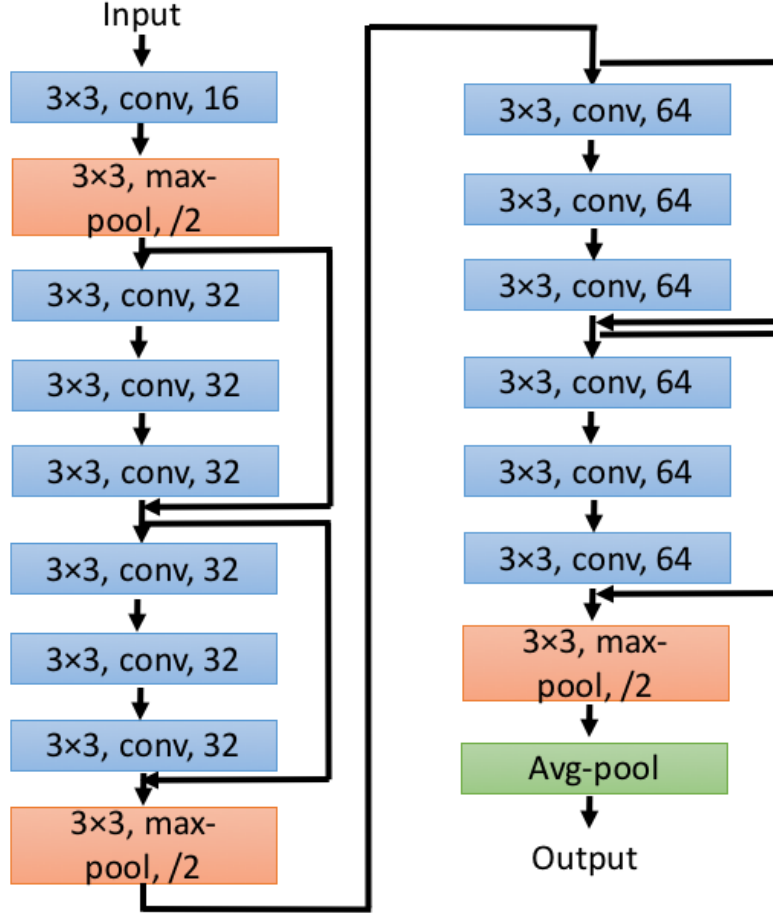 Input
3×3, conv, 16
3×3, max-
pool, /2
3×3, conv, 32
3×3, conv, 32
3×3, conv, 32
3×3, conv, 32
3×3, conv, 32
3×3, conv, 32
3×3, max-
pool, /2
3×3, conv, 64
3×3, conv, 64
3×3, conv, 64
3×3, conv, 64
3×3, conv, 64
3×3, conv, 64
3×3, max-
pool, /2
Avg-pool
Output